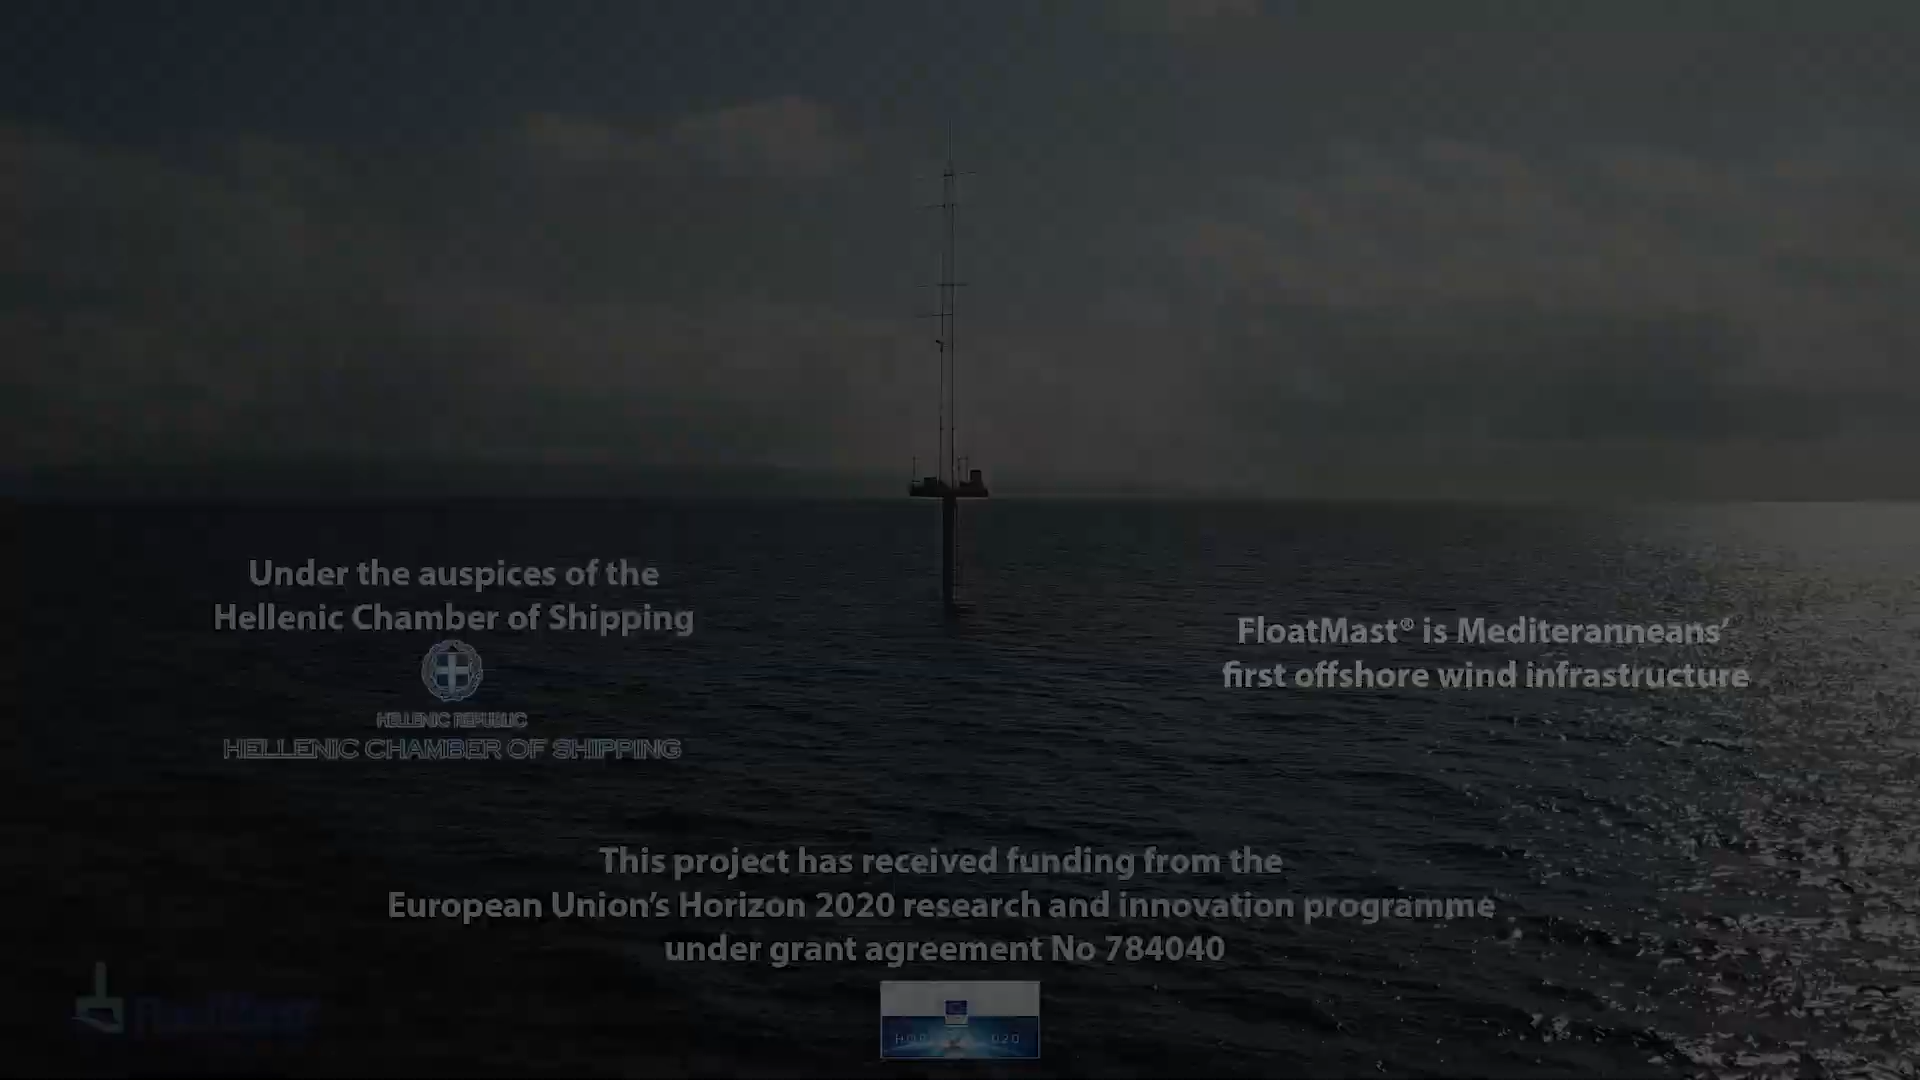 Under the auspices of the
Hellenic Chamber of Shipping
HELLENIC REPUBLIC
HELLENIC CHAMBER OF SHIPPING
FloatMast® is Mediteranneans’
first offshore wind infrastructure
This project has received funding from the
European Union’s Horizon 2020 research and innovation programme
under grant agreement No 784040
FloatMast